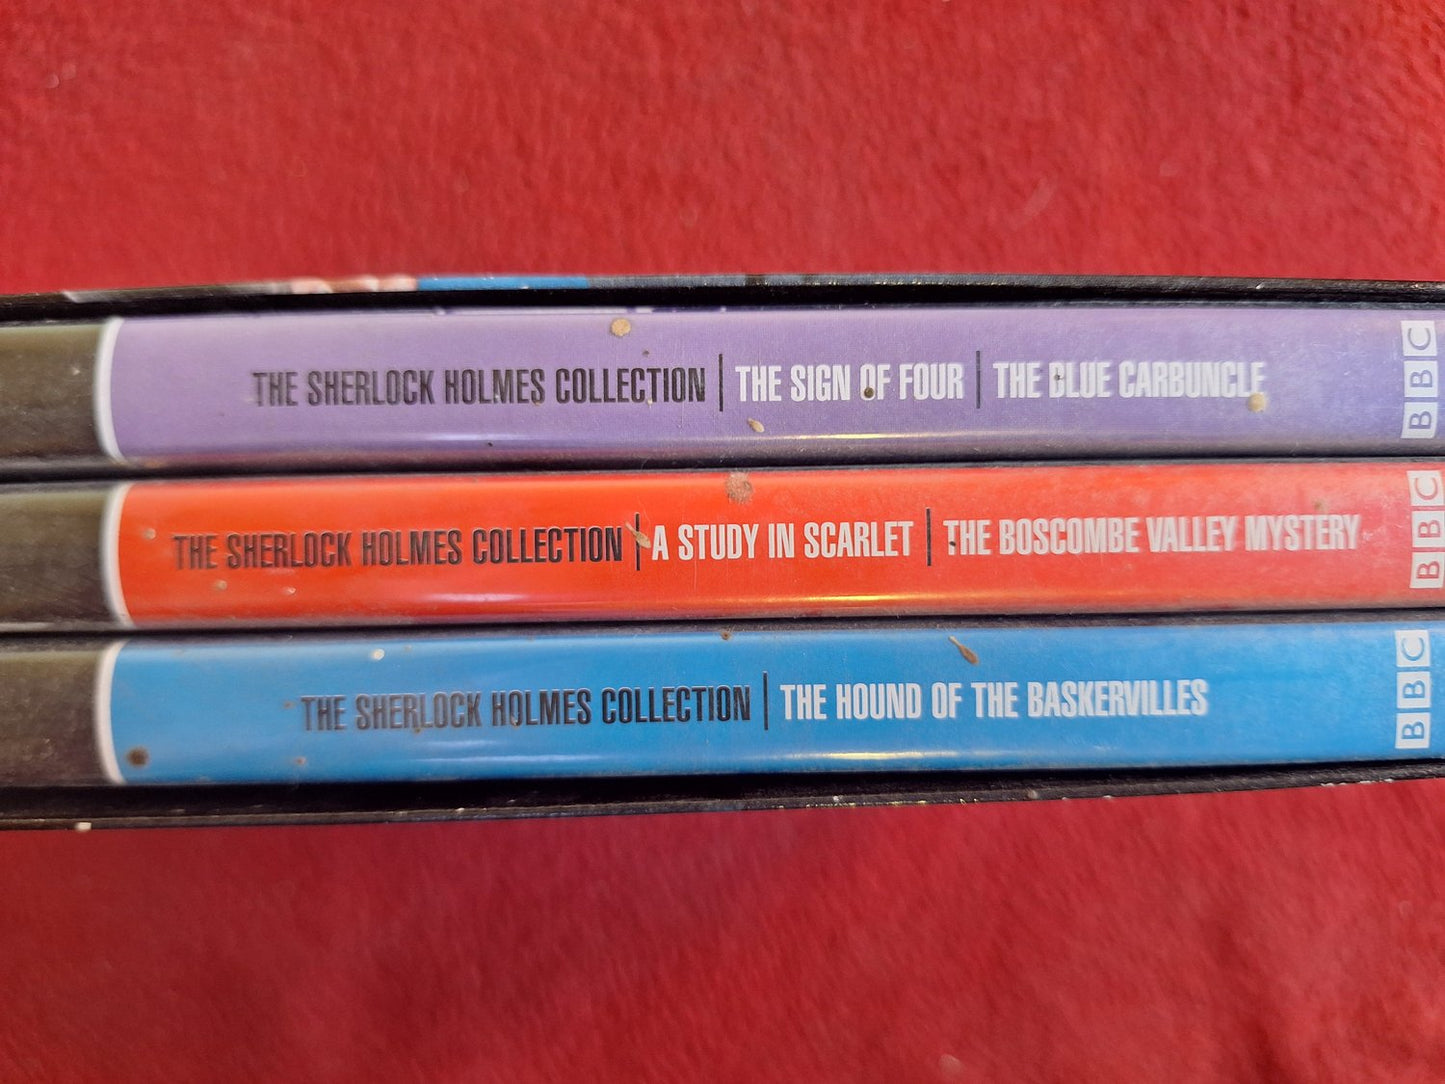 THE SHERLOCK HOLMES COLLECTION | THE SIGN OF FOUR | THE BLUE CARBUNCLE BBC
THE SHERLOCK HOLMES COLLECTION | A STUDY IN SCARLET | THE BOSCOMBE VALLEY MYSTERY BBC
THE SHERLOCK HOLMES COLLECTION | THE HOUND OF THE BASKERVILLES BBC